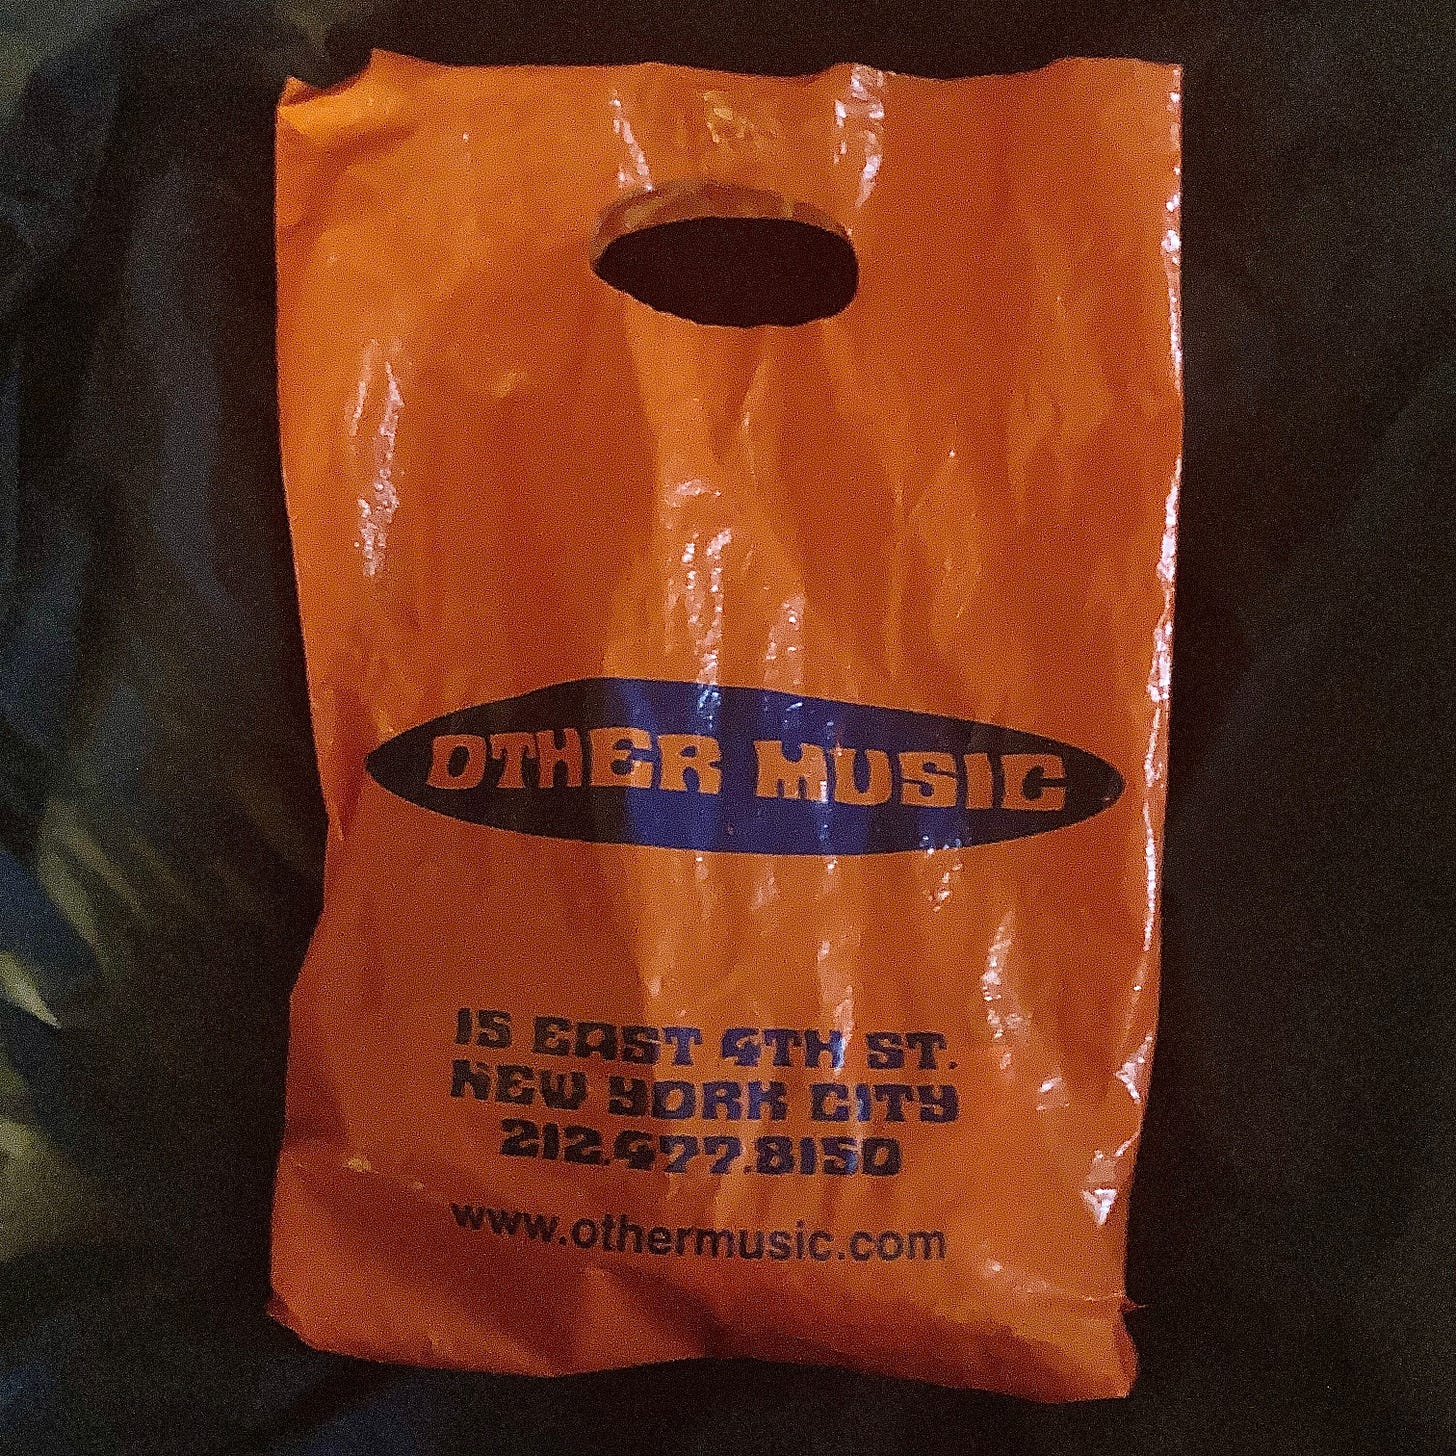 OTHER MUSIC
15 EAST 4TH ST.
NEW YORK CITY
212.477.8150
www.othermusic.com